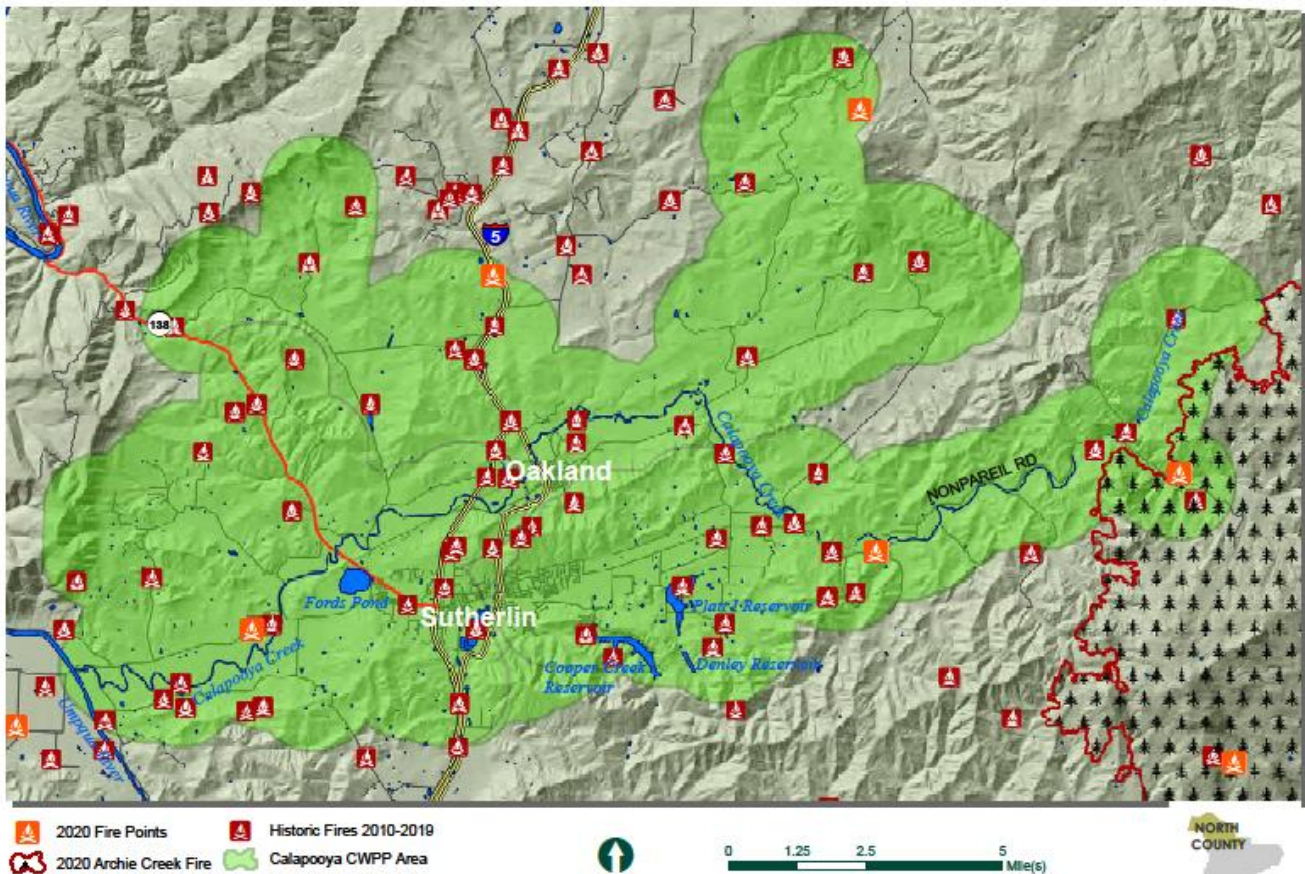 5
138
Calapooya Creek
Oakland
Calapooya Creek
NONPAREIL RD
Fords Pond
Sutherlin
Platt I Reservoir
Calapooya Creek
Cooper Creek
Reservoir
Denley Reservoir
Umpqua River
2020 Fire Points
Historic Fires 2010-2019
2020 Archie Creek Fire
Calapooya CWPP Area
0 1.25 2.5 5
Mile(s)
NORTH
COUNTY